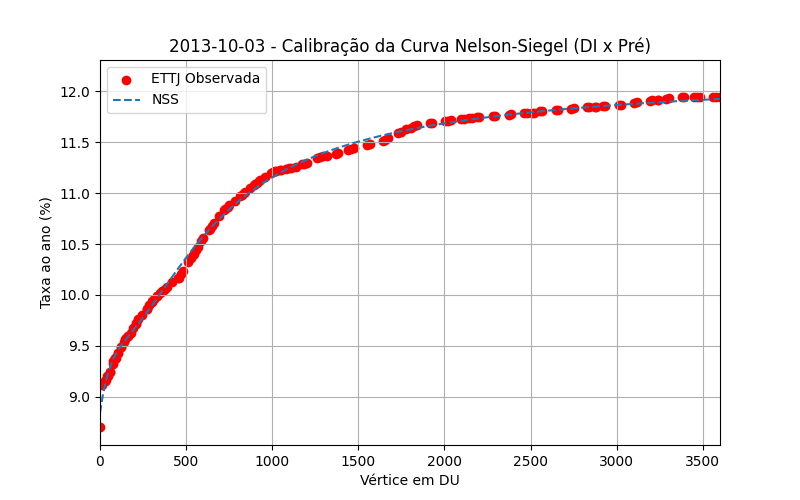 2013-10-03 - Calibração da Curva Nelson-Siegel (DI x Pré)
ETTJ Observada
NSS
Taxa ao ano (%)
12.0
11.5
11.0
10.5
10.0
9.5
9.0
0 500 1000 1500 2000 2500 3000 3500
Vértice em DU